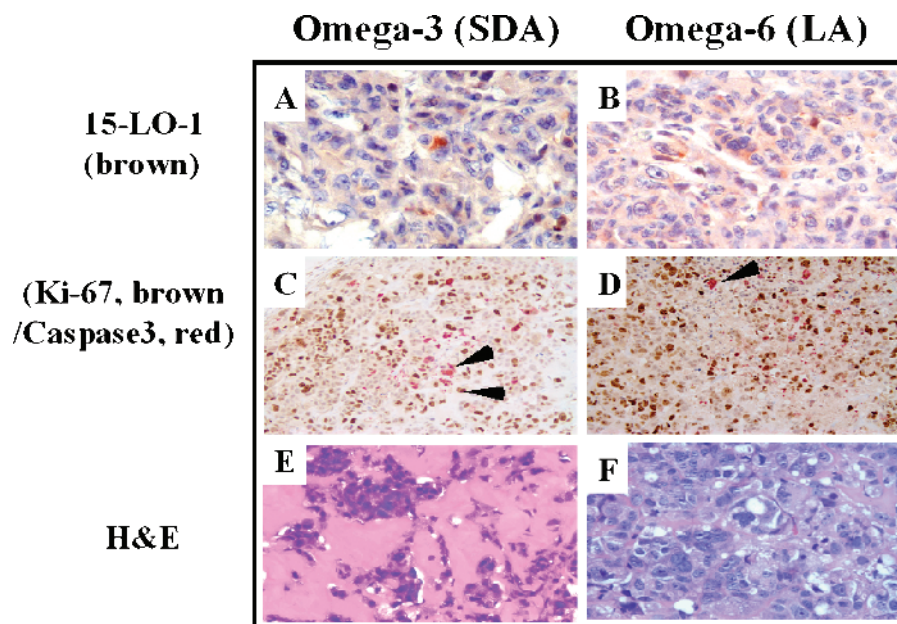 Omega-3 (SDA) Omega-6 (LA)
15-LO-1
(brown)
A B
(Ki-67, brown
/Caspase3, red)
C D
H&E
E F